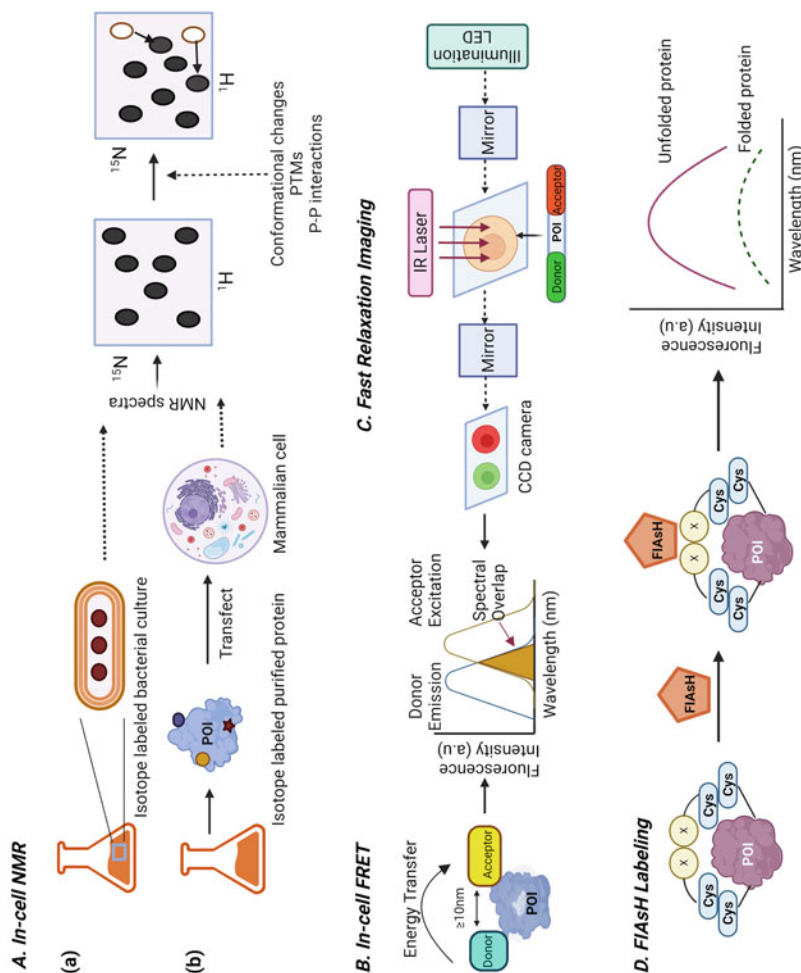 A. In-cell NMR
(a)
Isotope labeled bacterial culture
(b)
POI
Isotope labeled purified protein
Transfect
Mammalian cell
NMR spectra
15N
1H
15N
1H
Conformational changes
PTMs
P-P interactions
B. In-cell FRET
Energy Transfer
Donor
≥10nm
Acceptor
POI
Fluorescence
Intensity (a.u)
Donor
Emission
Acceptor
Excitation
Spectral
Overlap
Wavelength (nm)
C. Fast Relaxation Imaging
CCD camera
Mirror
IR Laser
Donor
POI
Acceptor
Mirror
Illumination
LED
D. FlAsH Labeling
X
X
Cys
Cys
Cys
Cys
POI
FlAsH
FlAsH
X
X
Cys
Cys
Cys
Cys
POI
Fluorescence
Intensity (a.u)
Unfolded protein
Folded protein
Wavelength (nm)